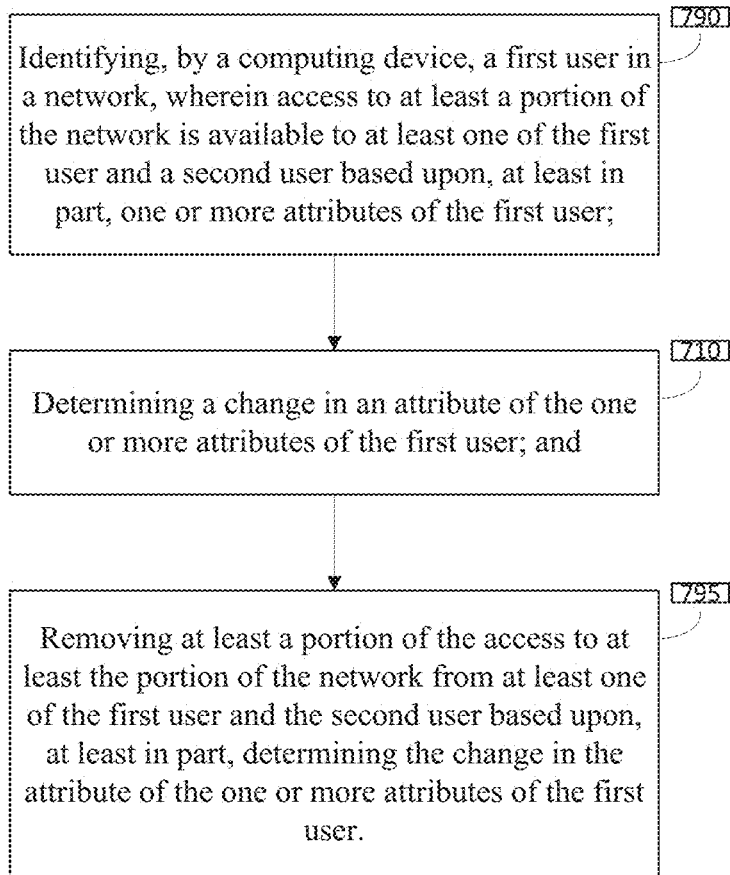 790
Identifying, by a computing device, a first user in
a network, wherein access to at least a portion of
the network is available to at least one of the first
user and a second user based upon, at least in
part, one or more attributes of the first user;
710
Determining a change in an attribute of the one
or more attributes of the first user; and
795
Removing at least a portion of the access to at
least the portion of the network from at least one
of the first user and the second user based upon,
at least in part, determining the change in the
attribute of the one or more attributes of the first
user.